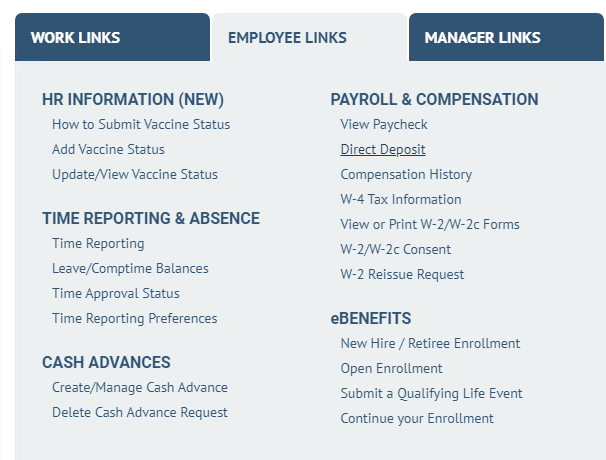 WORK LINKS
EMPLOYEE LINKS
MANAGER LINKS
HR INFORMATION (NEW)
How to Submit Vaccine Status
Add Vaccine Status
Update/View Vaccine Status
TIME REPORTING & ABSENCE
Time Reporting
Leave/Comptime Balances
Time Approval Status
Time Reporting Preferences
CASH ADVANCES
Create/Manage Cash Advance
Delete Cash Advance Request
PAYROLL & COMPENSATION
View Paycheck
Direct Deposit
Compensation History
W-4 Tax Information
View or Print W-2/W-2c Forms
W-2/W-2c Consent
W-2 Reissue Request
eBENEFITS
New Hire / Retiree Enrollment
Open Enrollment
Submit a Qualifying Life Event
Continue your Enrollment